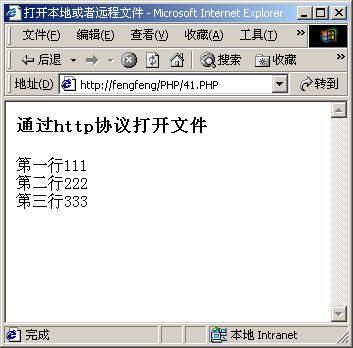 打开本地或者远程文件 - Microsoft Internet Explorer
文件(F) 编辑(E) 查看(V) 收藏(A) 工具(T) »
后退 » 搜索 收藏 »
地址(D) http://fengfeng/PHP/41.PHP 转到
通过http协议打开文件
第一行111
第二行222
第三行333
完成 本地 Intranet